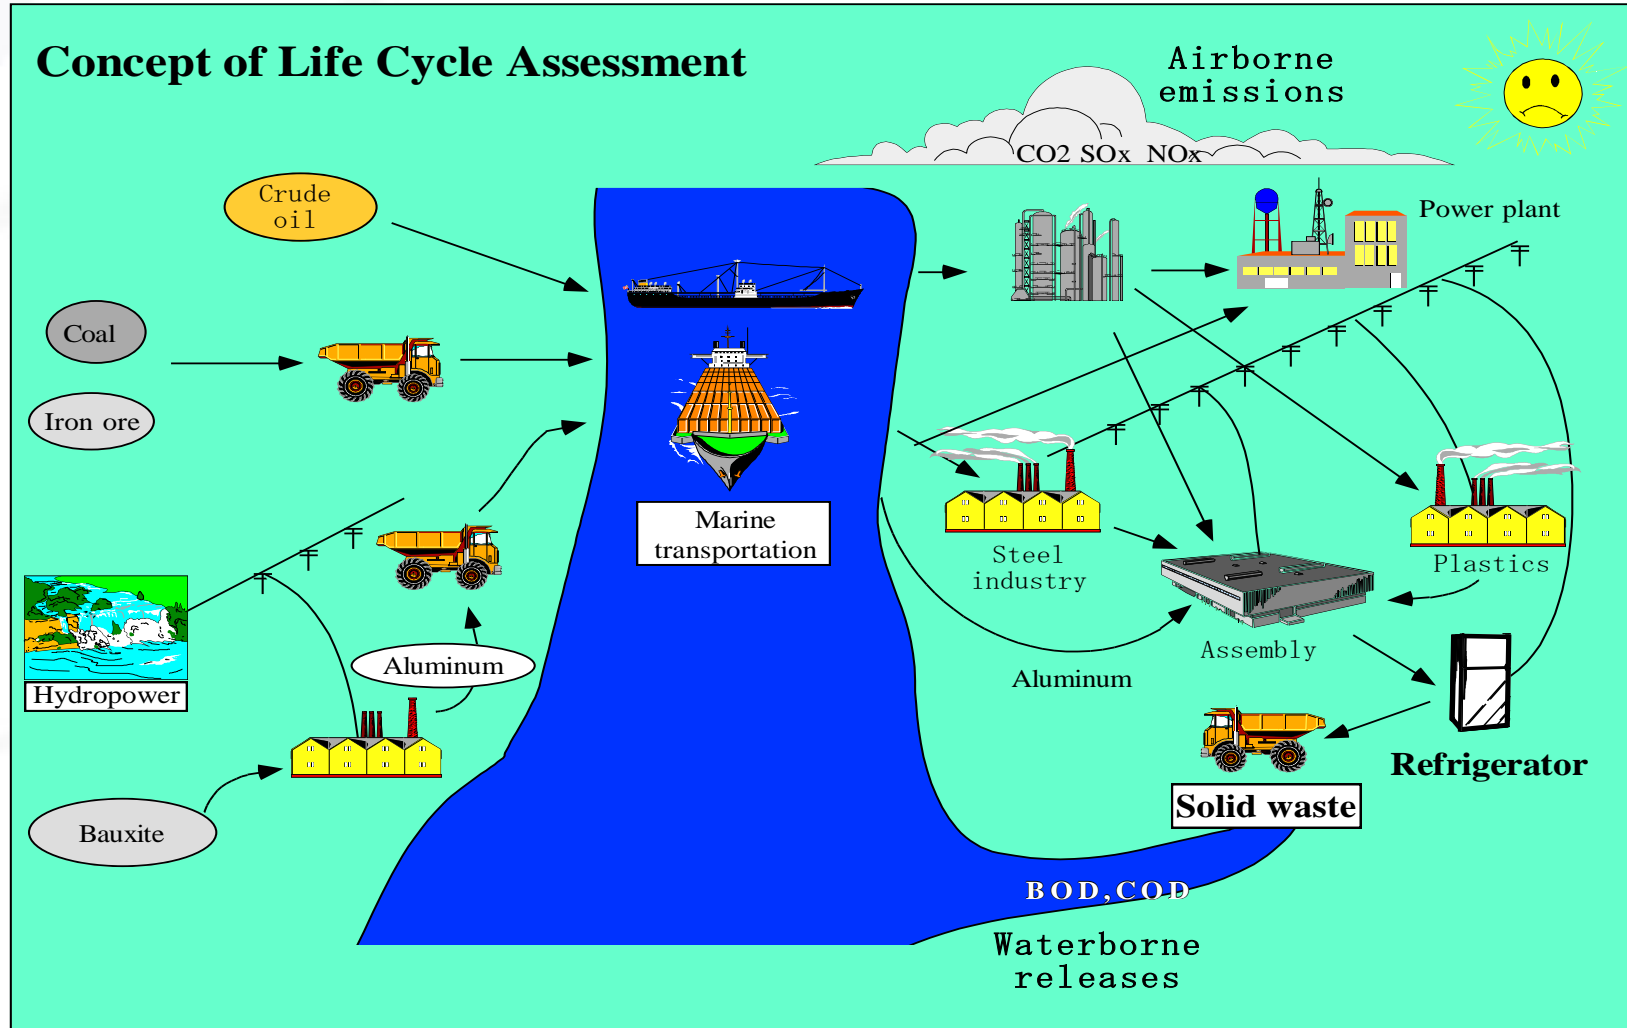 Concept of Life Cycle Assessment
Airborne
emissions
CO2 SOx NOx
Crude
oil
Power plant
Coal
Iron ore
Marine
transportation
Steel
industry
Plastics
Assembly
Aluminum
Aluminum
Hydropower
Refrigerator
Solid waste
Bauxite
BOD,COD
Waterborne
releases